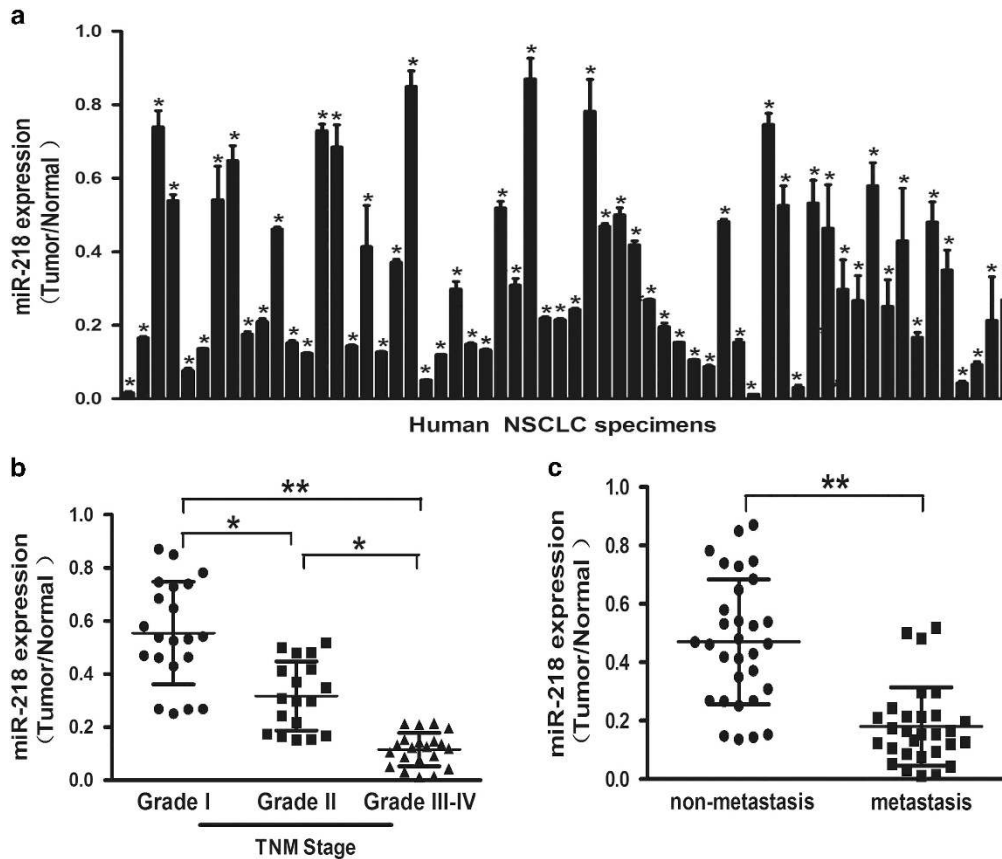 a
miR-218 expression
(Tumor/Normal )
1.0
0.8
0.6
0.4
0.2
0.0
* * * * * * * * * * * * * * * * * * * * * * * * * * * * * * * * * * * * * * * * * * * * * * * * * * * * * * * * * *
Human NSCLC specimens
b
miR-218 expression
(Tumor/Normal )
1.0
0.8
0.6
0.4
0.2
0.0
**
*
*
Grade I Grade II Grade III-IV
TNM Stage
c
miR-218 expression
(Tumor/Normal )
1.0
0.8
0.6
0.4
0.2
0.0
**
non-metastasis metastasis